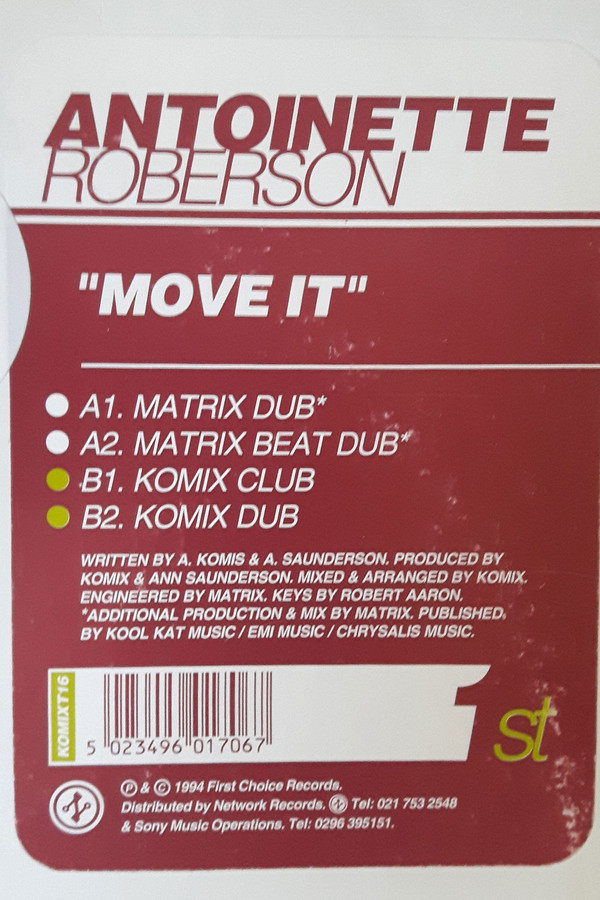 ANTOINETTE
ROBERSON
"MOVE IT"
A1. MATRIX DUB*
A2. MATRIX BEAT DUB*
B1. KOMIX CLUB
B2. KOMIX DUB
WRITTEN BY A. KOMIS & A. SAUNDERSON. PRODUCED BY
KOMIX & ANN SAUNDERSON. MIXED & ARRANGED BY KOMIX.
ENGINEERED BY MATRIX. KEYS BY ROBERT AARON.
*ADDITIONAL PRODUCTION & MIX BY MATRIX. PUBLISHED.
BY KOOL KAT MUSIC / EMI MUSIC / CHRYSALIS MUSIC.
KOMIXT16
5 023496 017067
1st
Ⓟ & © 1994 First Choice Records.
Distributed by Network Records, Tel: 021 753 2548
& Sony Music Operations. Tel: 0296 395151.